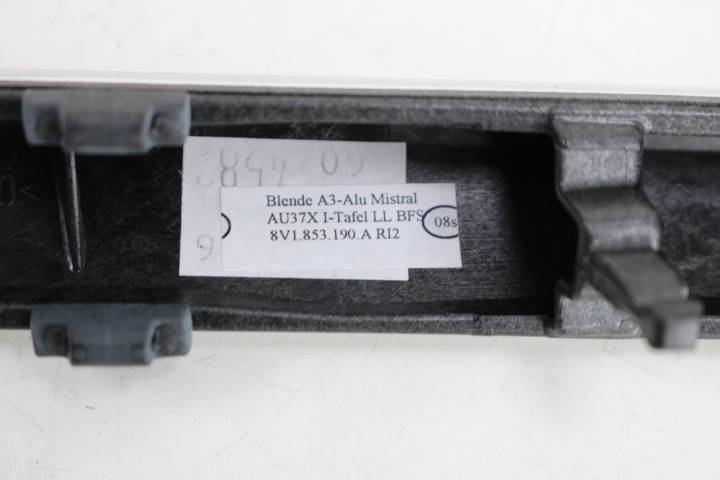 Blende A3-Alu Mistral
AU37X I-Tafel LL BFS
8V1.853.190.A RI2
08s